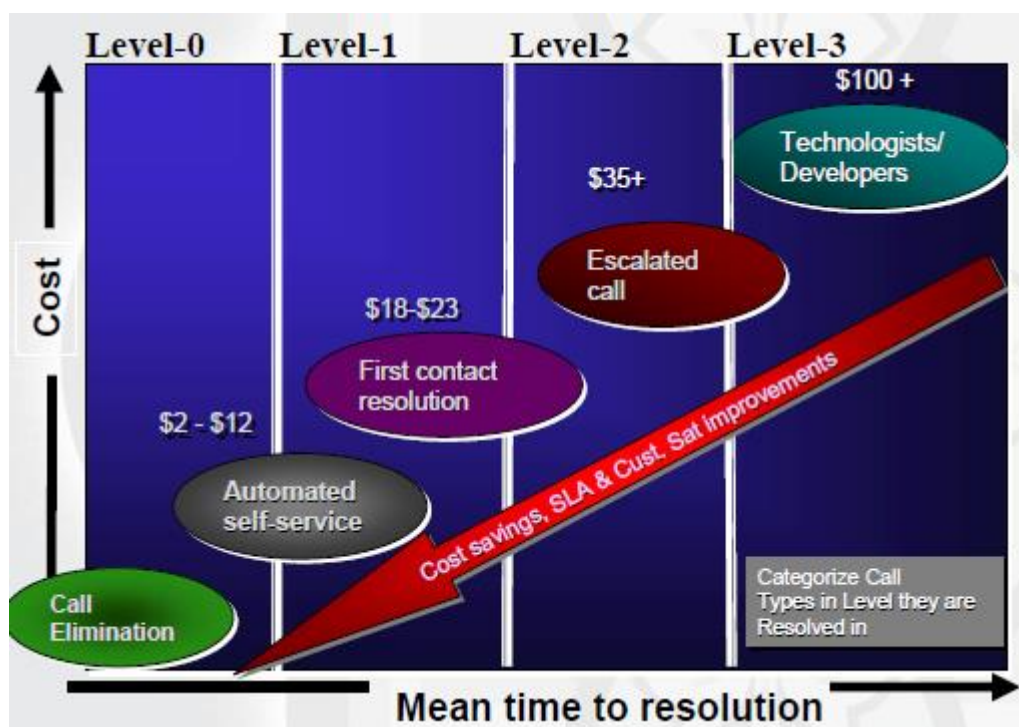 Level-0 Level-1 Level-2 Level-3
$100 +
Technologists/
Developers
$35+
Escalated
call
Cost
$18-$23
First contact
resolution
$2 - $12
Automated
self-service
Cost savings, SLA & Cust. Sat improvements
Call
Elimination
Categorize Call
Types in Level they are
Resolved in
Mean time to resolution